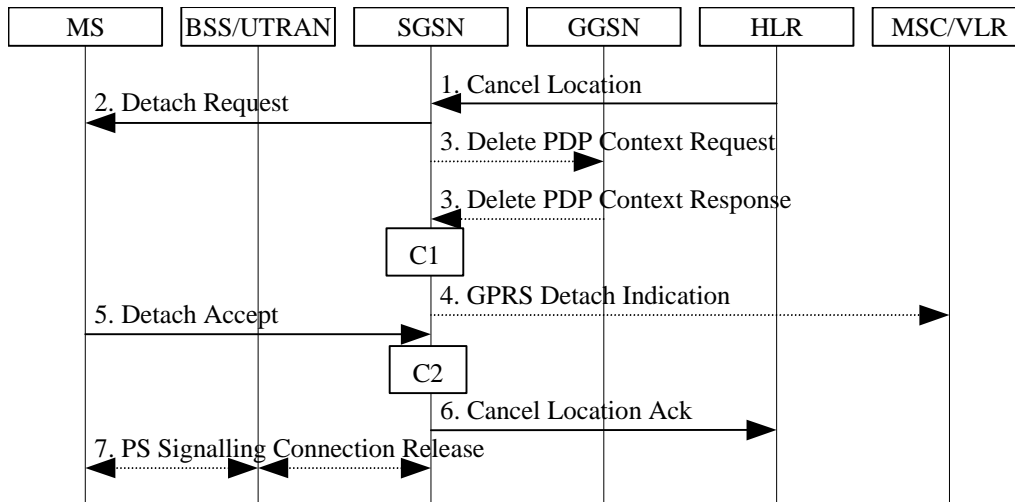 MS BSS/UTRAN SGSN GGSN HLR MSC/VLR
1. Cancel Location
2. Detach Request
3. Delete PDP Context Request
3. Delete PDP Context Response
C1
4. GPRS Detach Indication
5. Detach Accept
C2
6. Cancel Location Ack
7. PS Signalling Connection Release